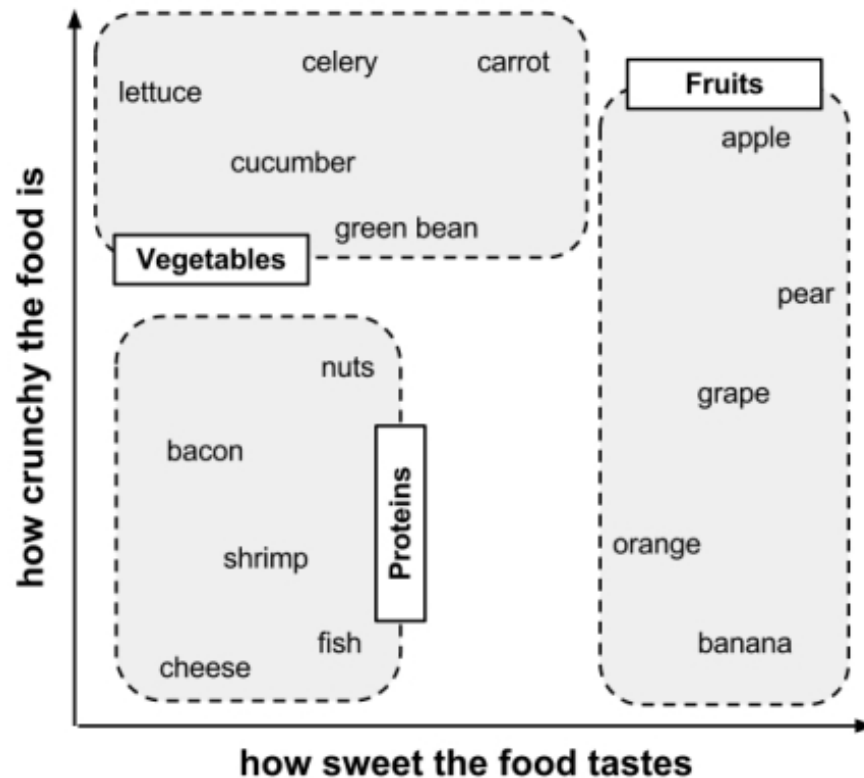 celery
carrot
lettuce
Fruits
apple
cucumber
green bean
Vegetables
pear
nuts
grape
bacon
Proteins
orange
shrimp
fish
banana
cheese
how crunchy the food is
how sweet the food tastes